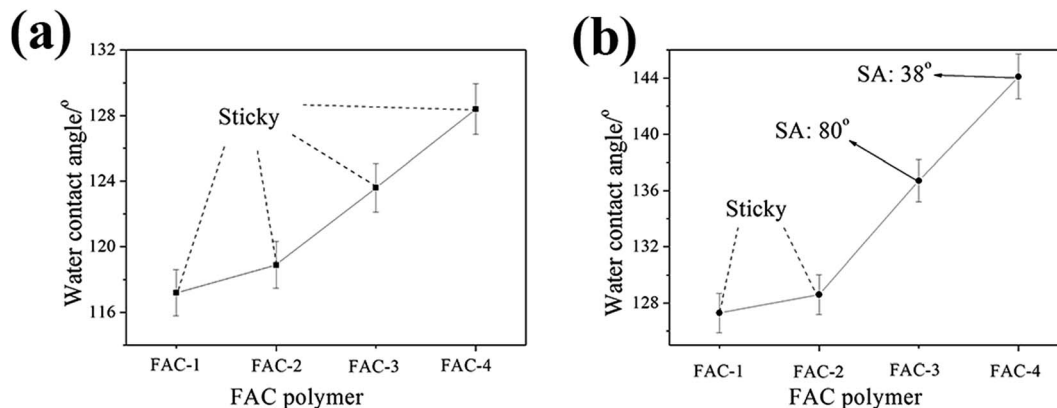 (a)
132
128
124
120
116
Water contact angle/°
Sticky
FAC-1
FAC-2
FAC-3
FAC-4
FAC polymer
(b)
144
140
136
132
128
Water contact angle/°
SA: 38°
SA: 80°
Sticky
FAC-1
FAC-2
FAC-3
FAC-4
FAC polymer